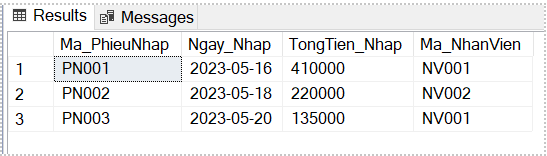 Results Messages
Ma_PhieuNhap Ngay_Nhap TongTien_Nhap Ma_NhanVien
1 PN001 2023-05-16 410000 NV001
2 PN002 2023-05-18 220000 NV002
3 PN003 2023-05-20 135000 NV001